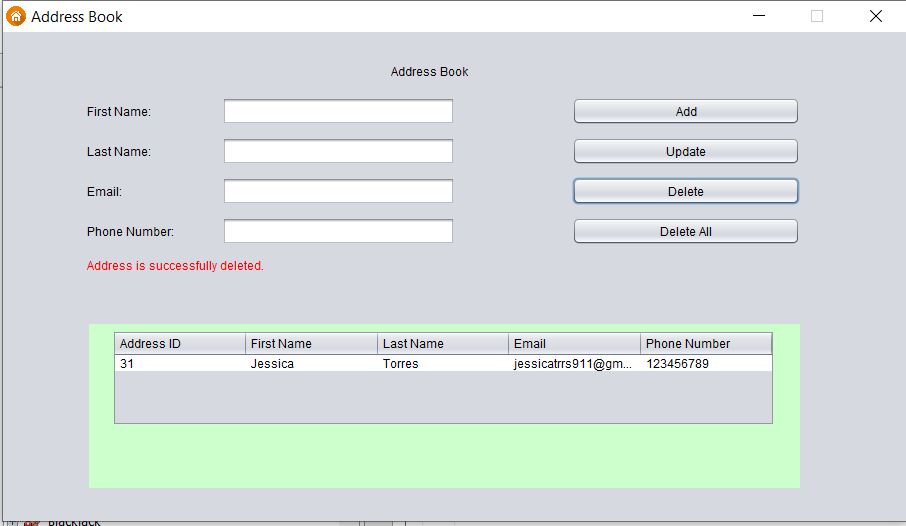 Address Book
Address Book
First Name:
Add
Last Name:
Update
Email:
Delete
Phone Number:
Delete All
Address is successfully deleted.
Address ID First Name Last Name Email Phone Number
31 Jessica Torres jessicatrrs911@gm... 123456789
BlackJack